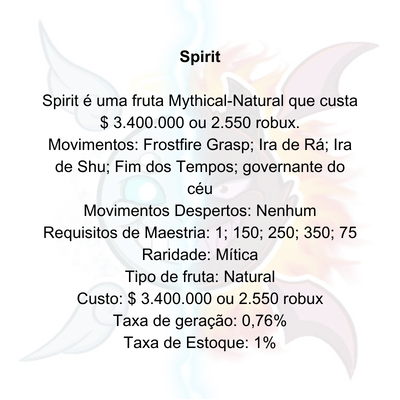 Spirit
Spirit é uma fruta Mythical-Natural que custa
$ 3.400.000 ou 2.550 robux.
Movimentos: Frostfire Grasp; Ira de Rá; Ira
de Shu; Fim dos Tempos; governante do
céu
Movimentos Despertos: Nenhum
Requisitos de Maestria: 1; 150; 250; 350; 75
Raridade: Mítica
Tipo de fruta: Natural
Custo: $ 3.400.000 ou 2.550 robux
Taxa de geração: 0,76%
Taxa de Estoque: 1%